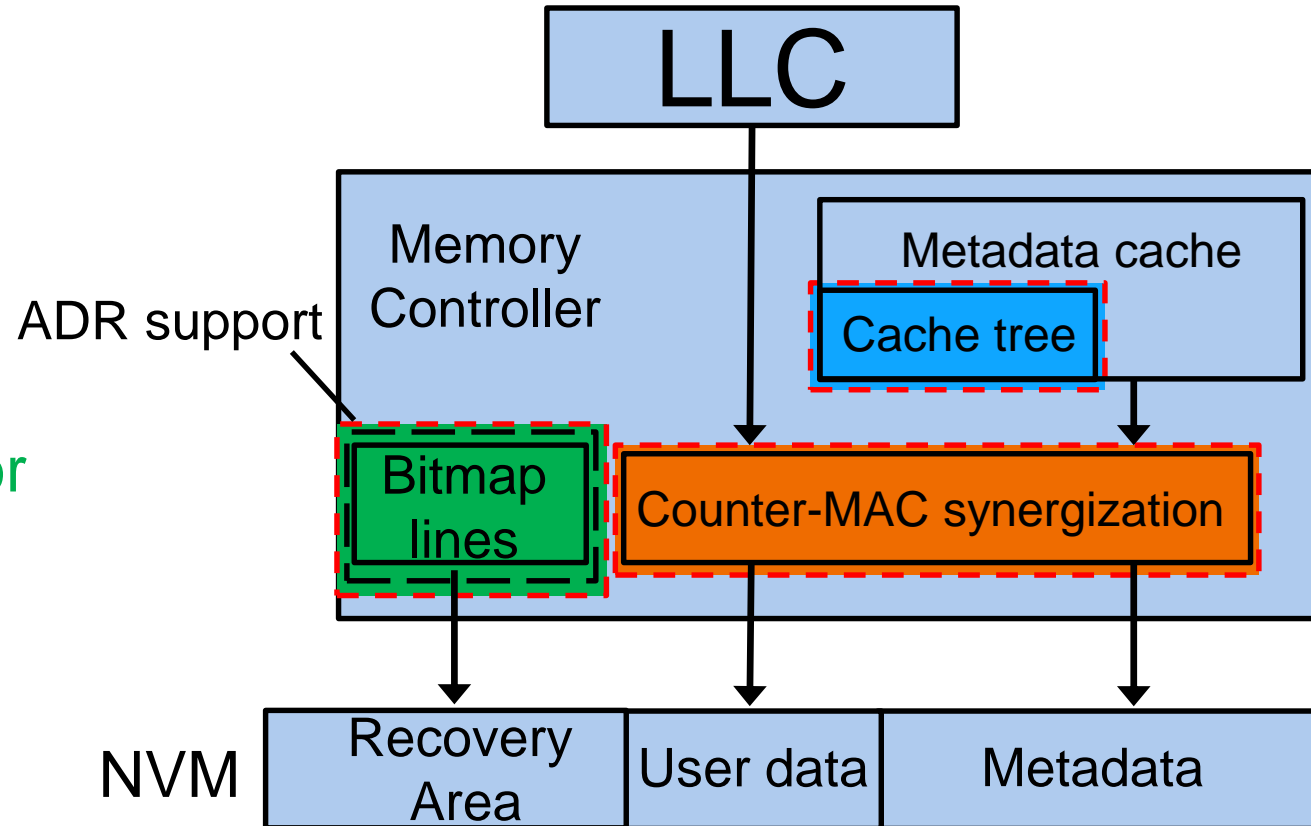 LLC
Memory
Controller
Metadata cache
ADR support
Cache tree
or
Bitmap
lines
Counter-MAC synergization
NVM
Recovery
Area
User data
Metadata